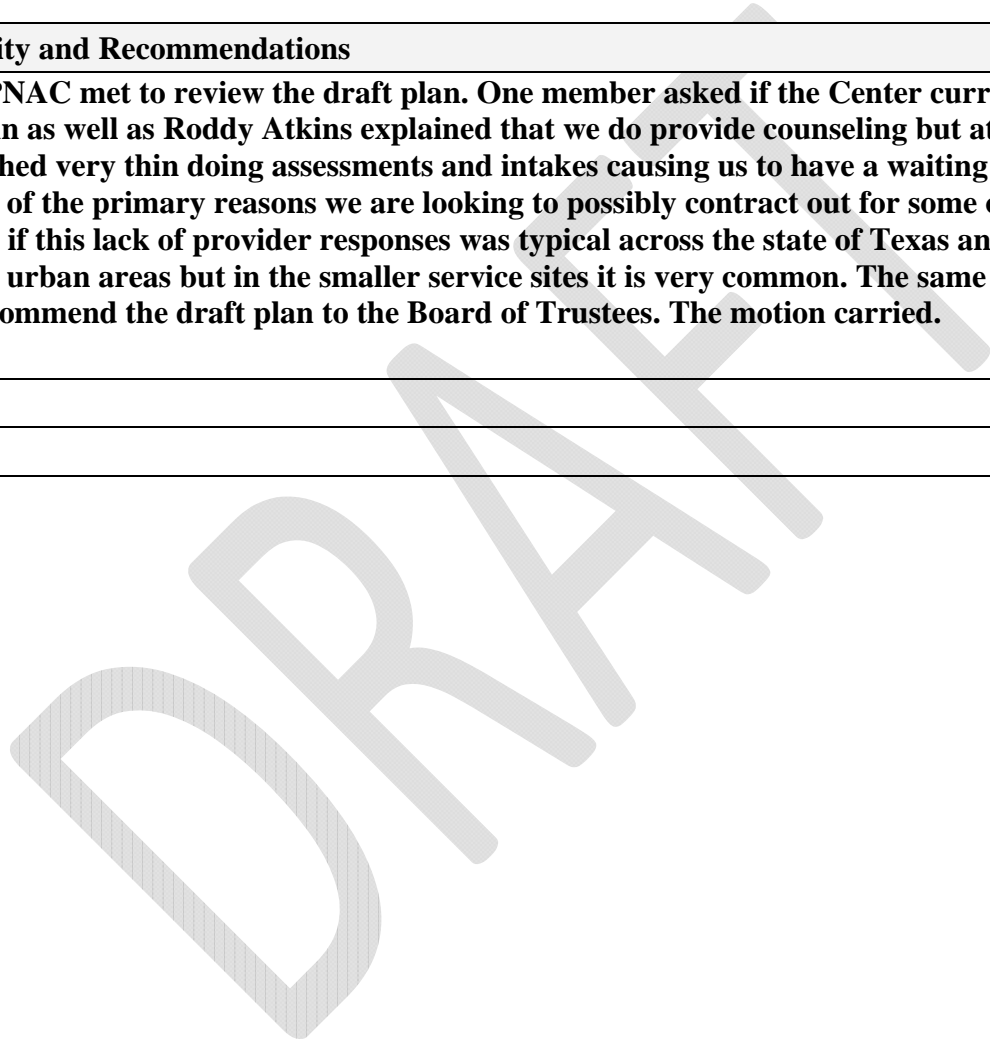 ity and Recommendations
PNAC met to review the draft plan. One member asked if the Center curr
n as well as Roddy Atkins explained that we do provide counseling but at
hed very thin doing assessments and intakes causing us to have a waiting
of the primary reasons we are looking to possibly contract out for some
if this lack of provider responses was typical across the state of Texas an
urban areas but in the smaller service sites it is very common. The same
ommend the draft plan to the Board of Trustees. The motion carried.
DRAFT